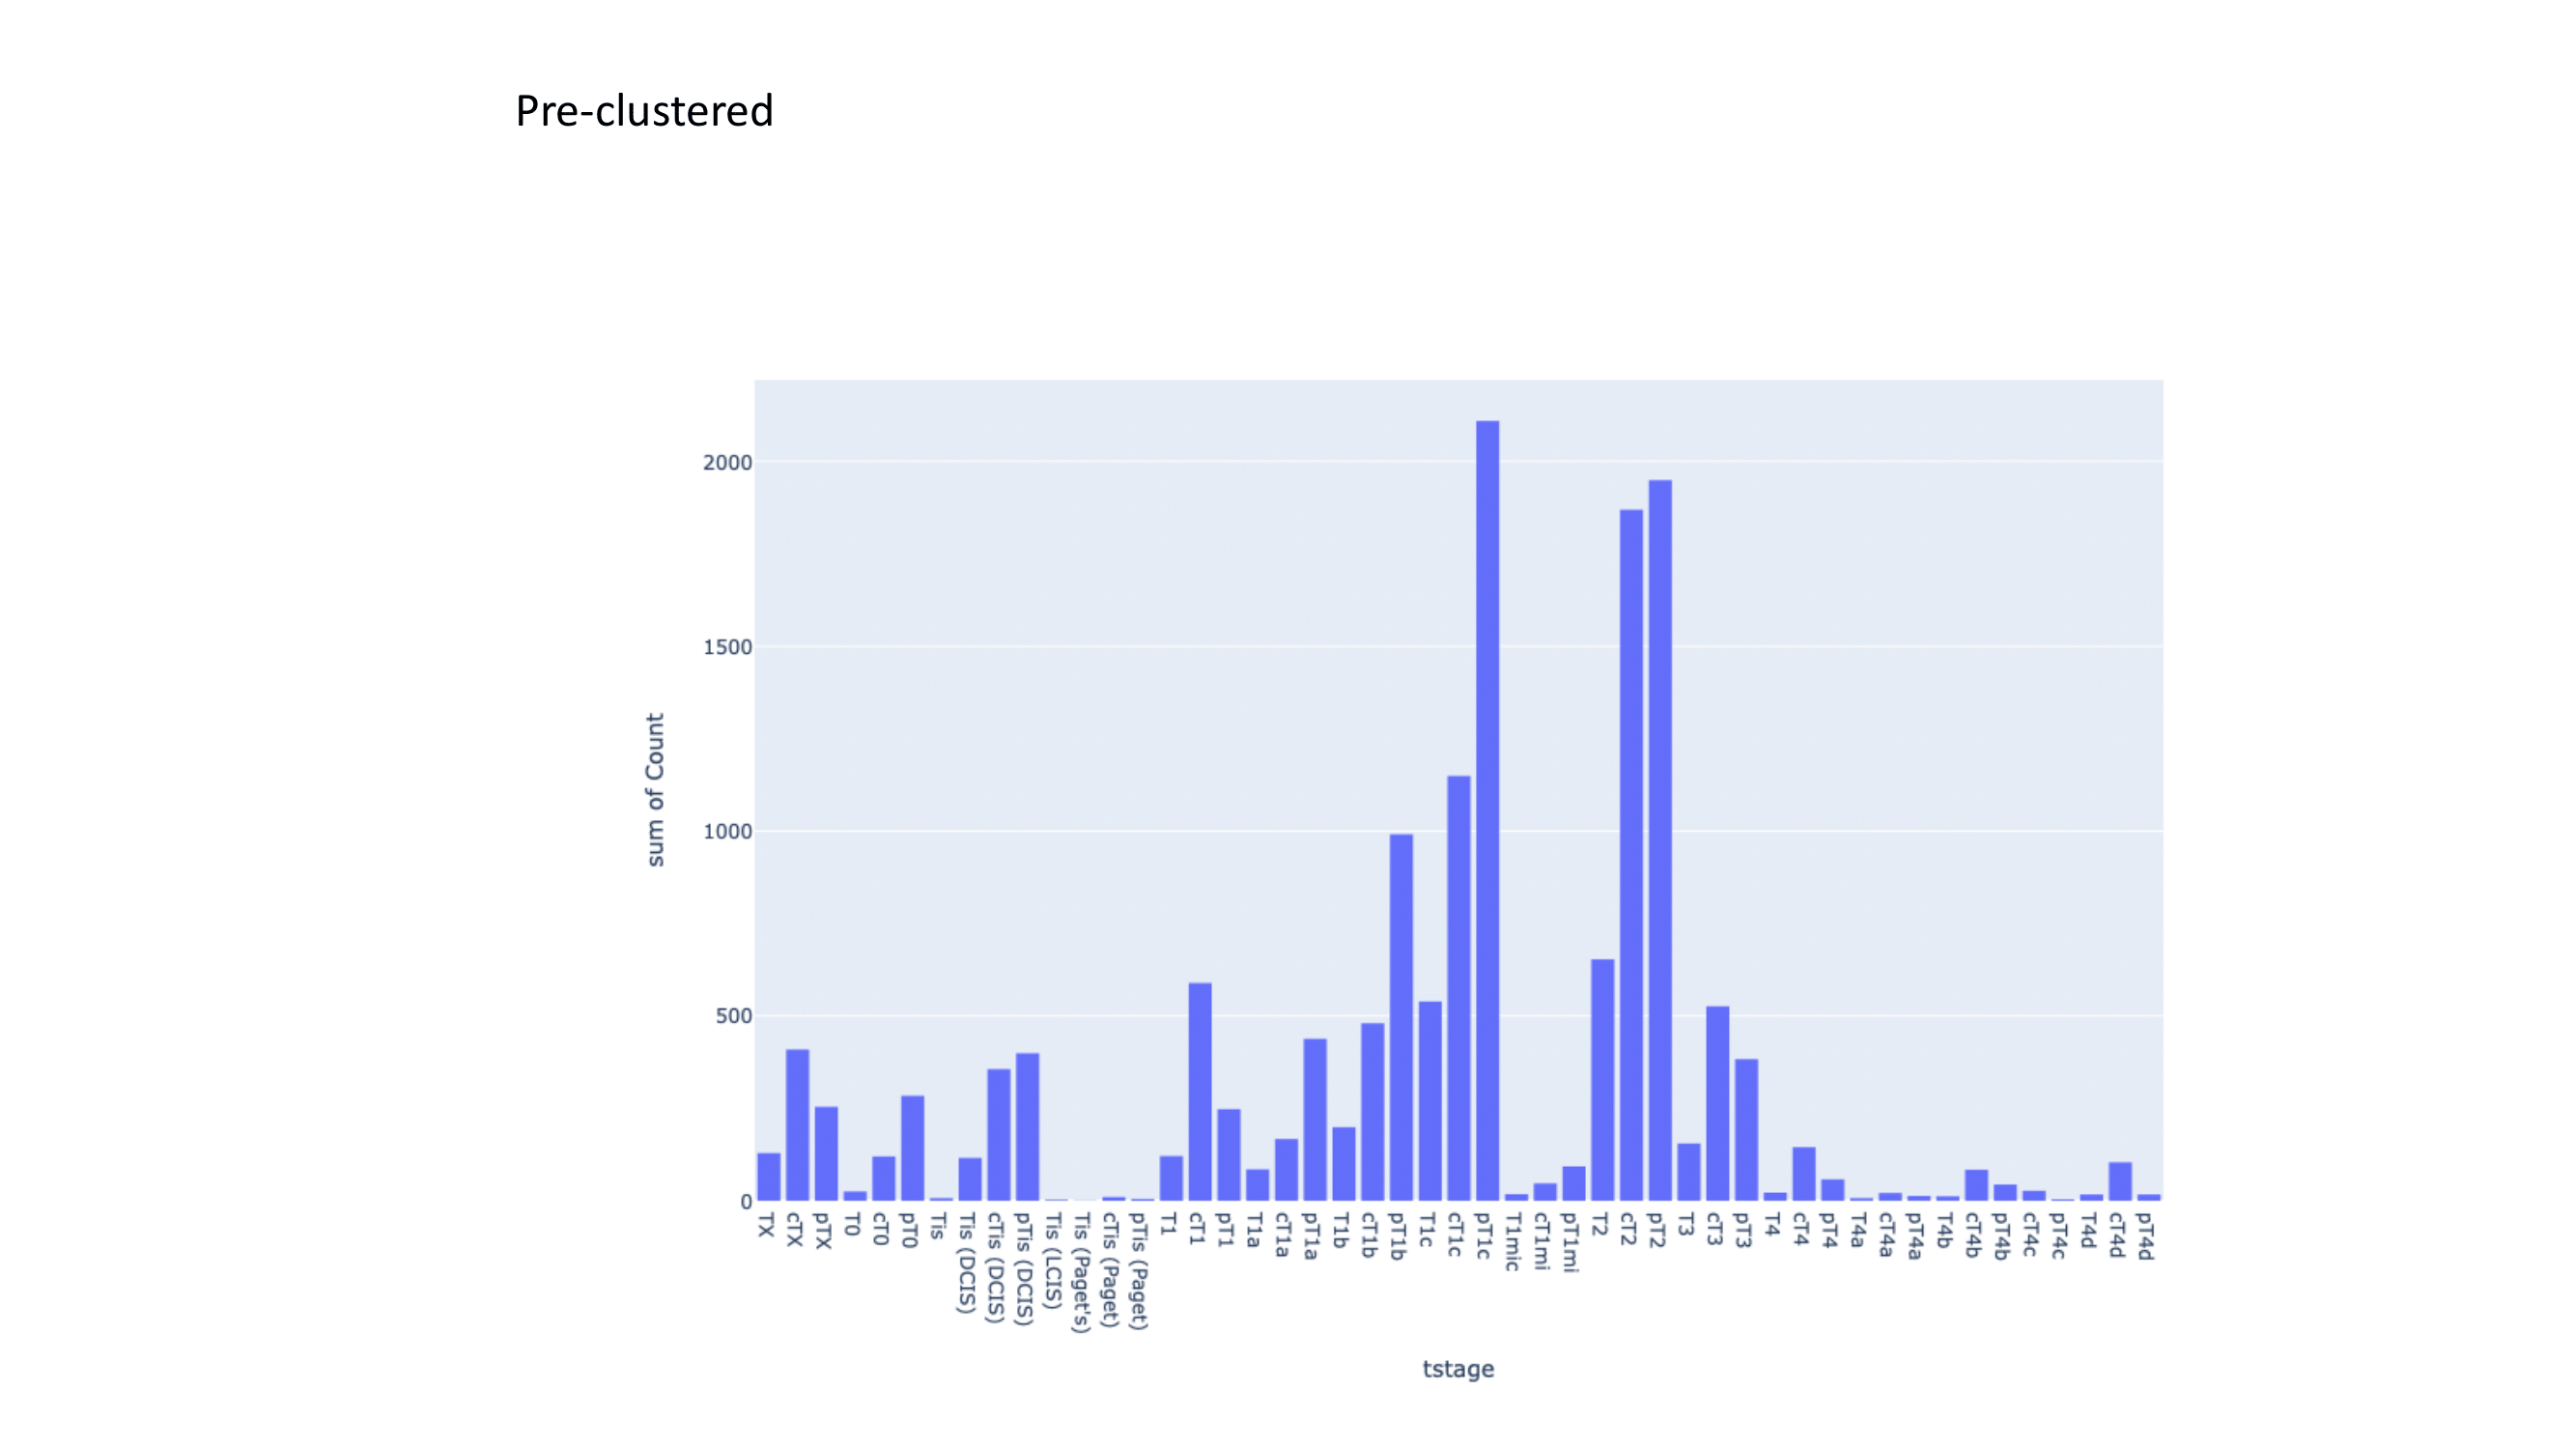 Pre-clustered
2000
1500
1000
500
0
sum of Count
TX
cTX
pTX
T0
cT0
pT0
Tis
Tis (DCIS)
cTis (DCIS)
pTis (DCIS)
Tis (LCIS)
Tis (Paget's)
cTis (Paget)
pTis (Paget)
T1
cT1
pT1
T1a
cT1a
pT1a
T1b
cT1b
pT1b
T1c
cT1c
pT1c
T1mic
cT1mi
pT1mi
T2
cT2
pT2
T3
cT3
pT3
T4
cT4
pT4
T4a
cT4a
pT4a
T4b
cT4b
pT4b
cT4c
pT4c
T4d
cT4d
pT4d
tstage